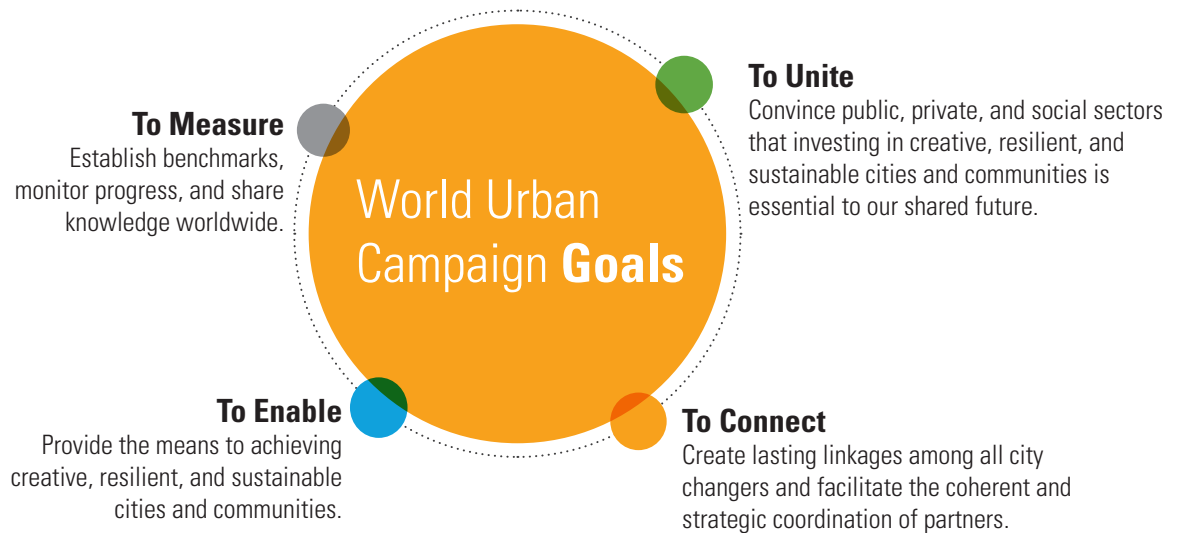 World Urban
Campaign Goals
To Unite
Convince public, private, and social sectors
that investing in creative, resilient, and
sustainable cities and communities is
essential to our shared future.
To Connect
Create lasting linkages among all city
changers and facilitate the coherent and
strategic coordination of partners.
To Enable
Provide the means to achieving
creative, resilient, and sustainable
cities and communities.
To Measure
Establish benchmarks,
monitor progress, and share
knowledge worldwide.